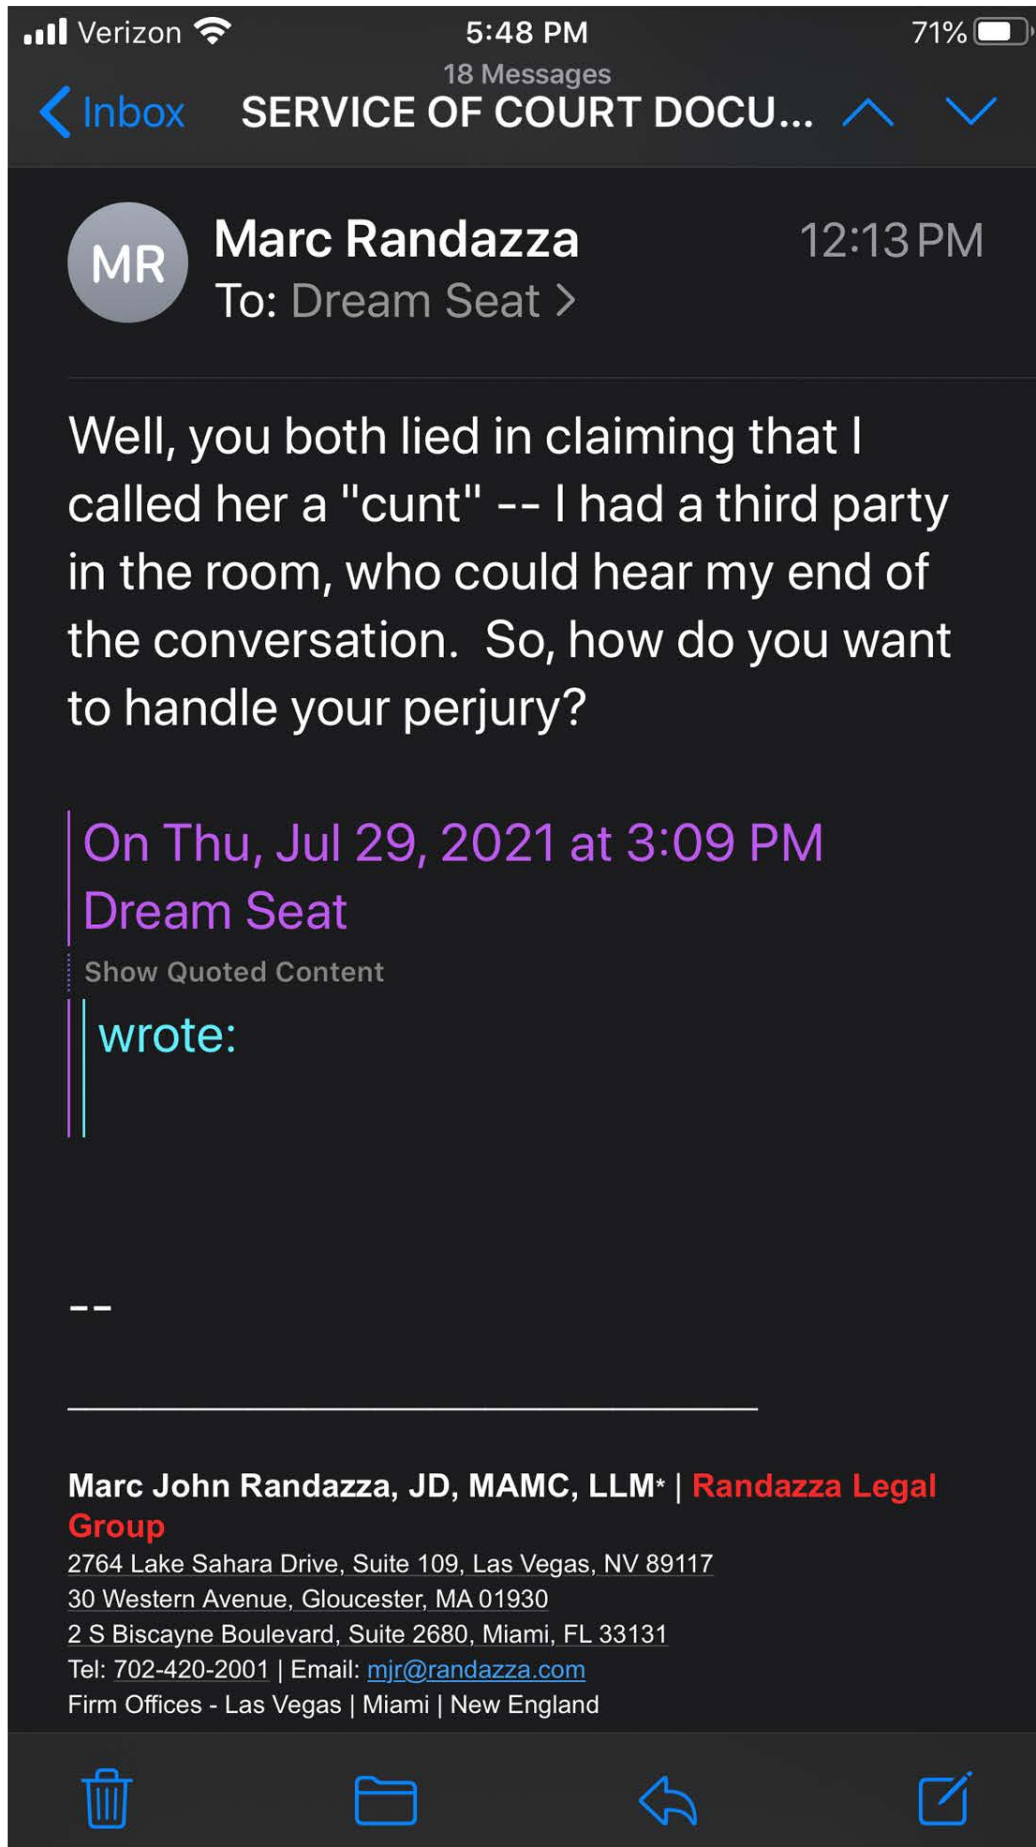 Verizon 5:48 PM 71%
18 Messages
Inbox SERVICE OF COURT DOCU...
MR Marc Randazza 12:13 PM
To: Dream Seat >
Well, you both lied in claiming that I
called her a "cunt" -- I had a third party
in the room, who could hear my end of
the conversation.  So, how do you want
to handle your perjury?
On Thu, Jul 29, 2021 at 3:09 PM
Dream Seat
Show Quoted Content
wrote:
--
Marc John Randazza, JD, MAMC, LLM* | Randazza Legal
Group
2764 Lake Sahara Drive, Suite 109, Las Vegas, NV 89117
30 Western Avenue, Gloucester, MA 01930
2 S Biscayne Boulevard, Suite 2680, Miami, FL 33131
Tel: 702-420-2001 | Email: mjr@randazza.com
Firm Offices - Las Vegas | Miami | New England